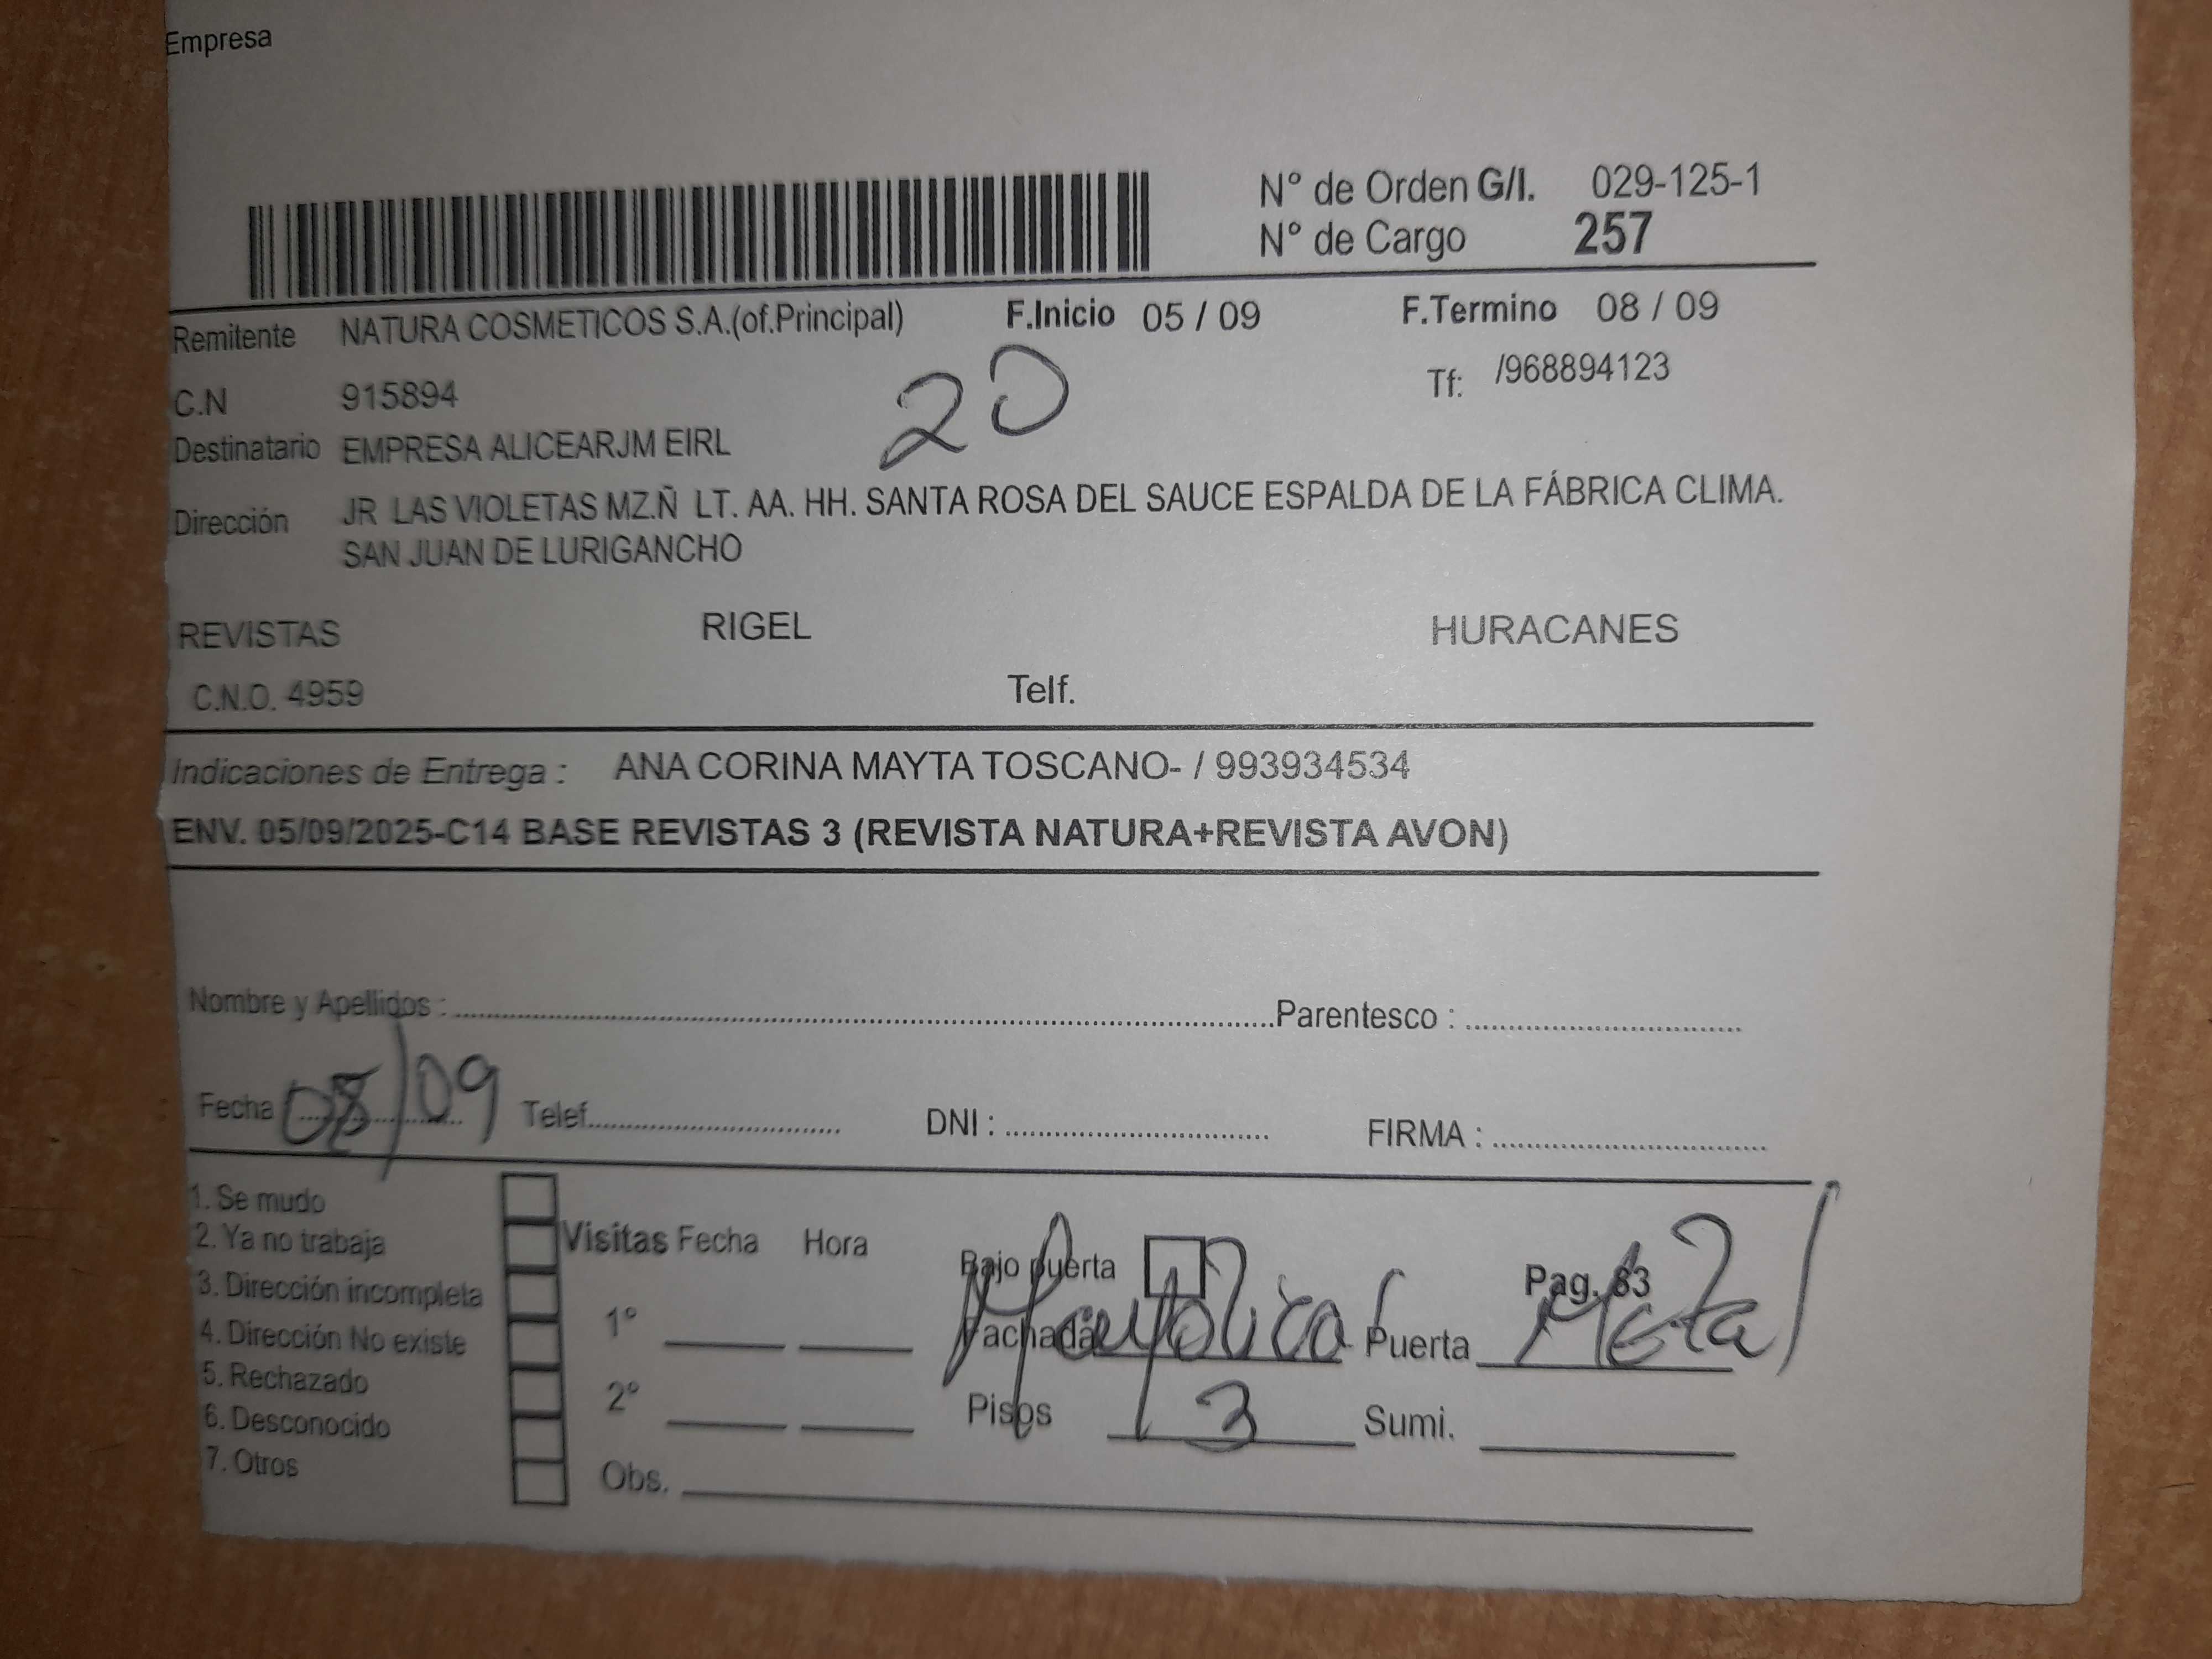 Empresa
N° de Orden G/I. 029-125-1
N° de Cargo 257
Remitente NATURA COSMETICOS S.A.(of.Principal) F.Inicio 05 / 09 F.Termino 08 / 09
C.N 915894 20 Tf: /968894123
Destinatario EMPRESA ALICEARJM EIRL
Dirección JR LAS VIOLETAS MZ.Ñ LT. AA. HH. SANTA ROSA DEL SAUCE ESPALDA DE LA FÁBRICA CLIMA.
SAN JUAN DE LURIGANCHO
REVISTAS RIGEL HURACANES
C.N.O. 4959 Telf.
Indicaciones de Entrega : ANA CORINA MAYTA TOSCANO- / 993934534
ENV. 05/09/2025-C14 BASE REVISTAS 3 (REVISTA NATURA+REVISTA AVON)
Nombre y Apellidos : Parentesco :
Fecha 08/09 Telef. DNI : FIRMA :
1. Se mudo
2. Ya no trabaja Visitas Fecha Hora Bajo puerta Pag. 83
3. Dirección incompleta
4. Dirección No existe 1° Fachada Puerta Metal
5. Rechazado
6. Desconocido 2° Pisos 3 Sumi.
7. Otros Obs.